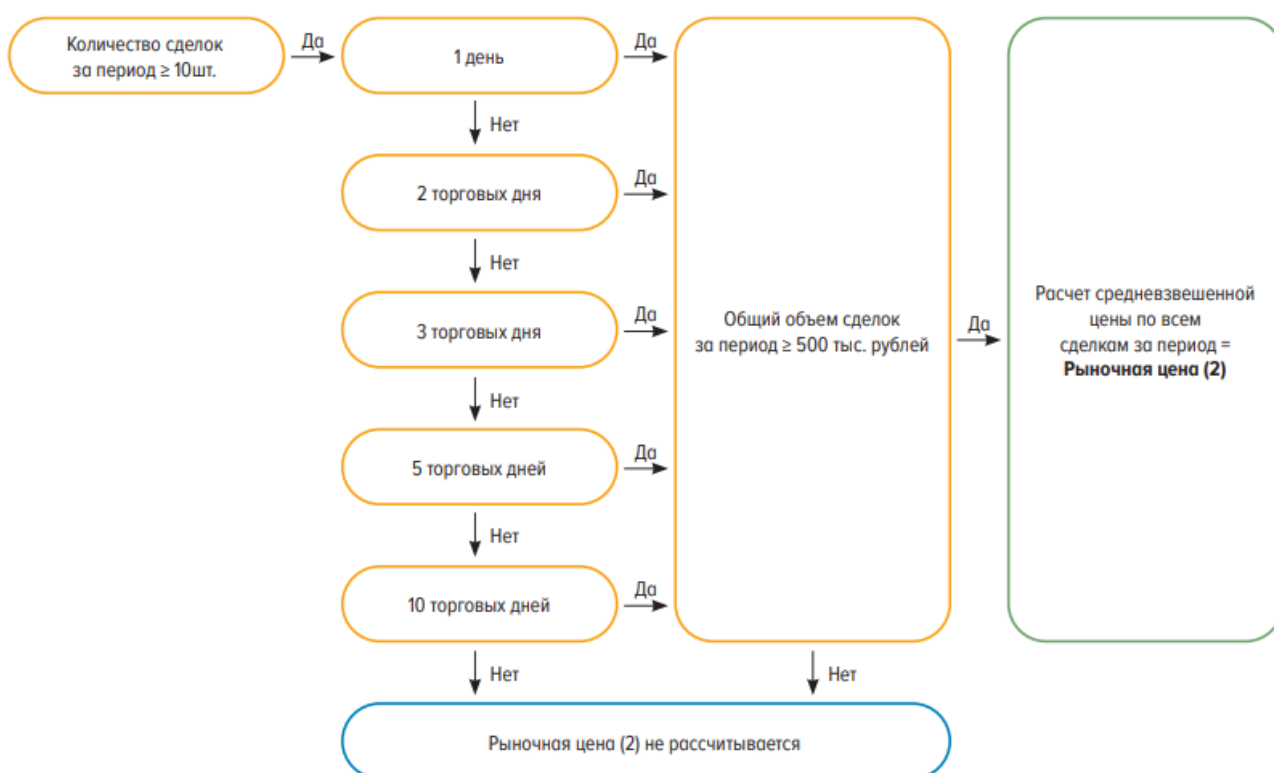 Количество сделок
за период ≥ 10шт.
Да
1 день
Да
Нет
2 торговых дня
Да
Нет
3 торговых дня
Да
Нет
5 торговых дней
Да
Нет
10 торговых дней
Да
Нет
Общий объем сделок
за период ≥ 500 тыс. рублей
Да
Нет
Расчет средневзвешенной
цены по всем
сделкам за период =
Рыночная цена (2)
Рыночная цена (2) не рассчитывается